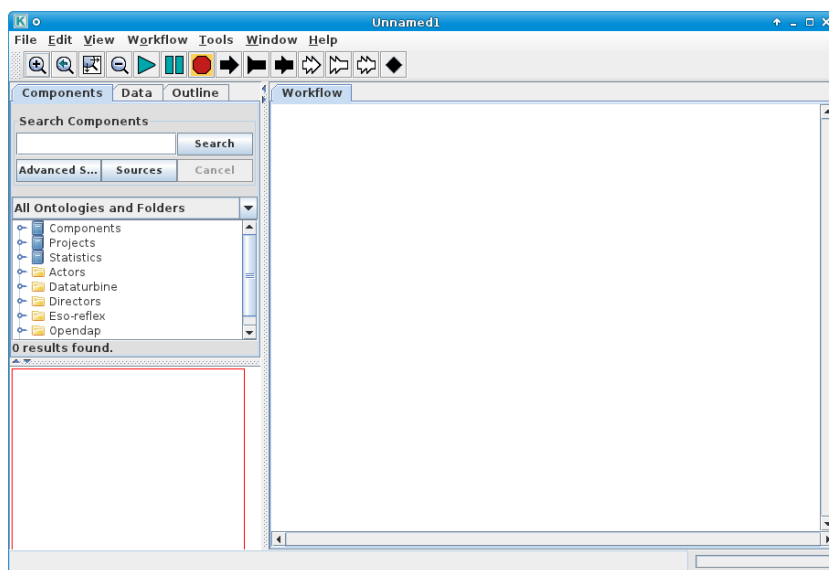 K
Unnamed1
File Edit View Workflow Tools Window Help
Components Data Outline
Workflow
Search Components
Search
Advanced S... Sources Cancel
All Ontologies and Folders
Components
Projects
Statistics
Actors
Dataturbine
Directors
Eso-reflex
Opendap
0 results found.